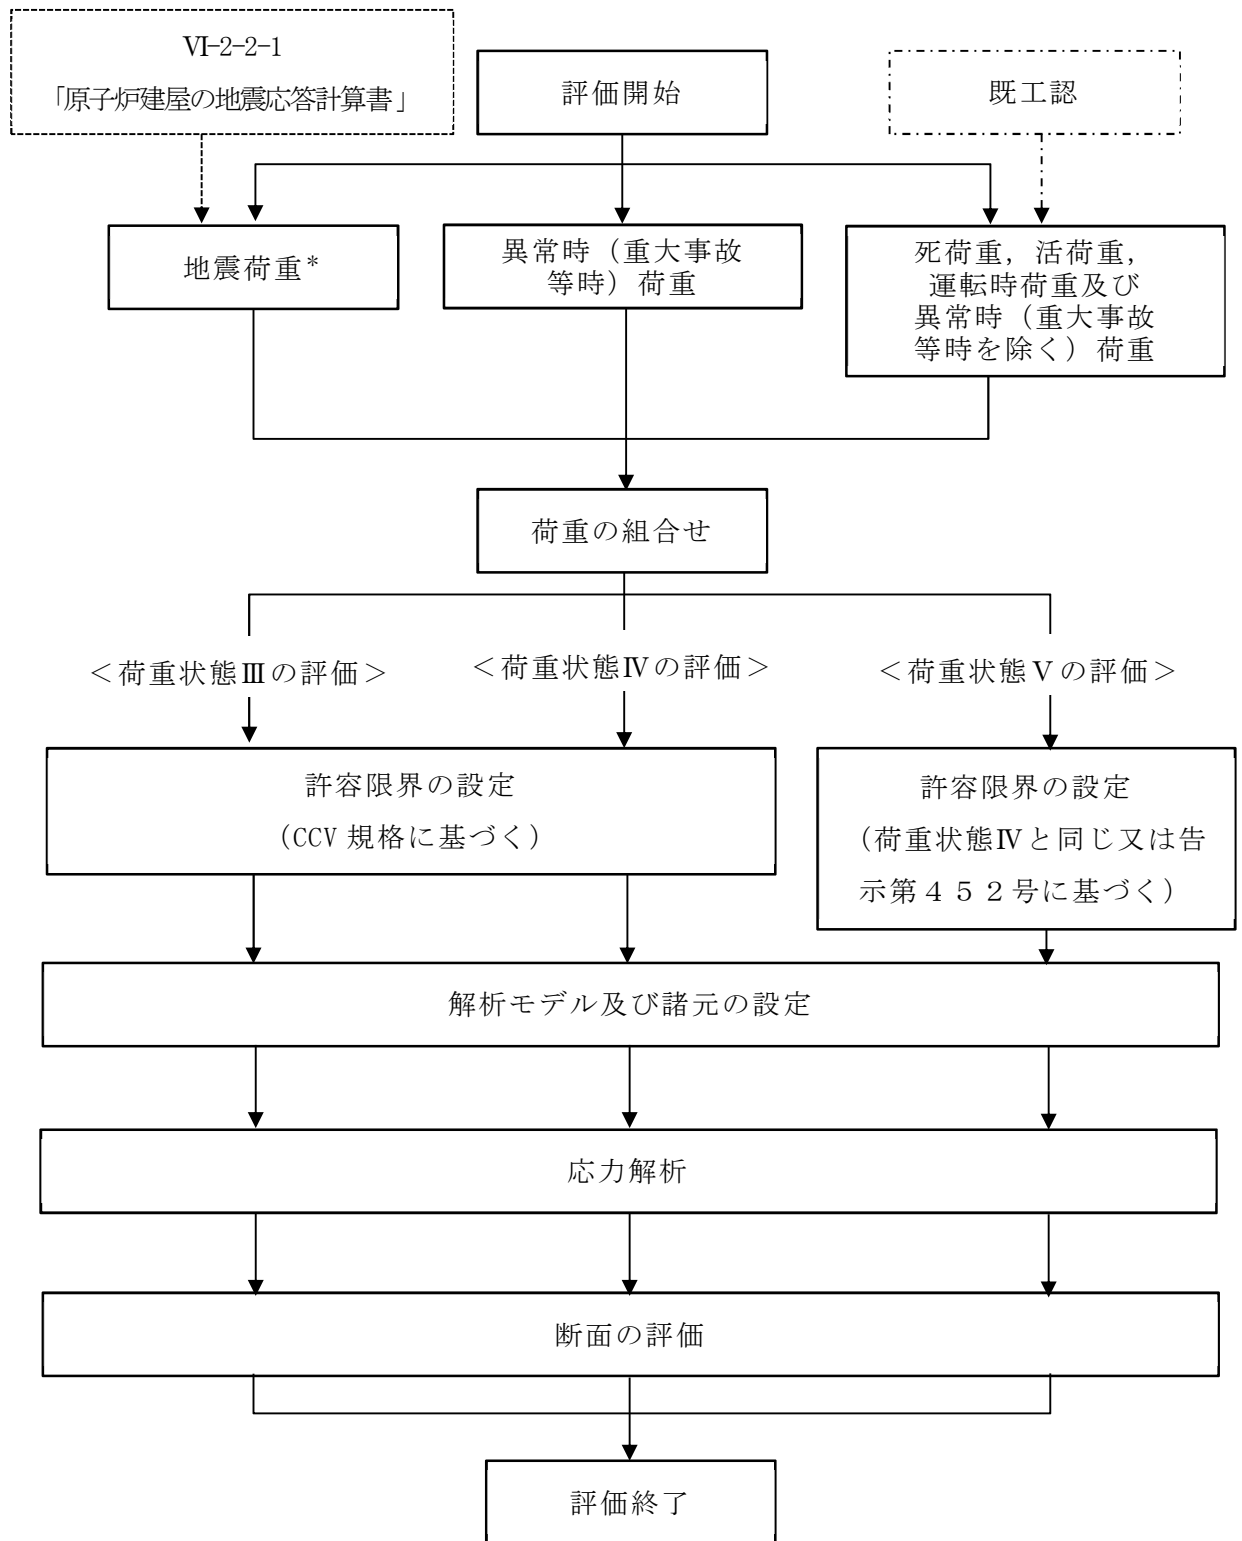 Ⅵ-2-2-1
「原子炉建屋の地震応答計算書」
評価開始
既工認
地震荷重*
異常時（重大事故
等時）荷重
死荷重，活荷重，
運転時荷重及び
異常時（重大事故
等時を除く）荷重
荷重の組合せ
＜荷重状態Ⅲの評価＞
＜荷重状態Ⅳの評価＞
＜荷重状態Ⅴの評価＞
許容限界の設定
（CCV 規格に基づく）
許容限界の設定
（荷重状態Ⅳと同じ又は告
示第４５２号に基づく）
解析モデル及び諸元の設定
応力解析
断面の評価
評価終了